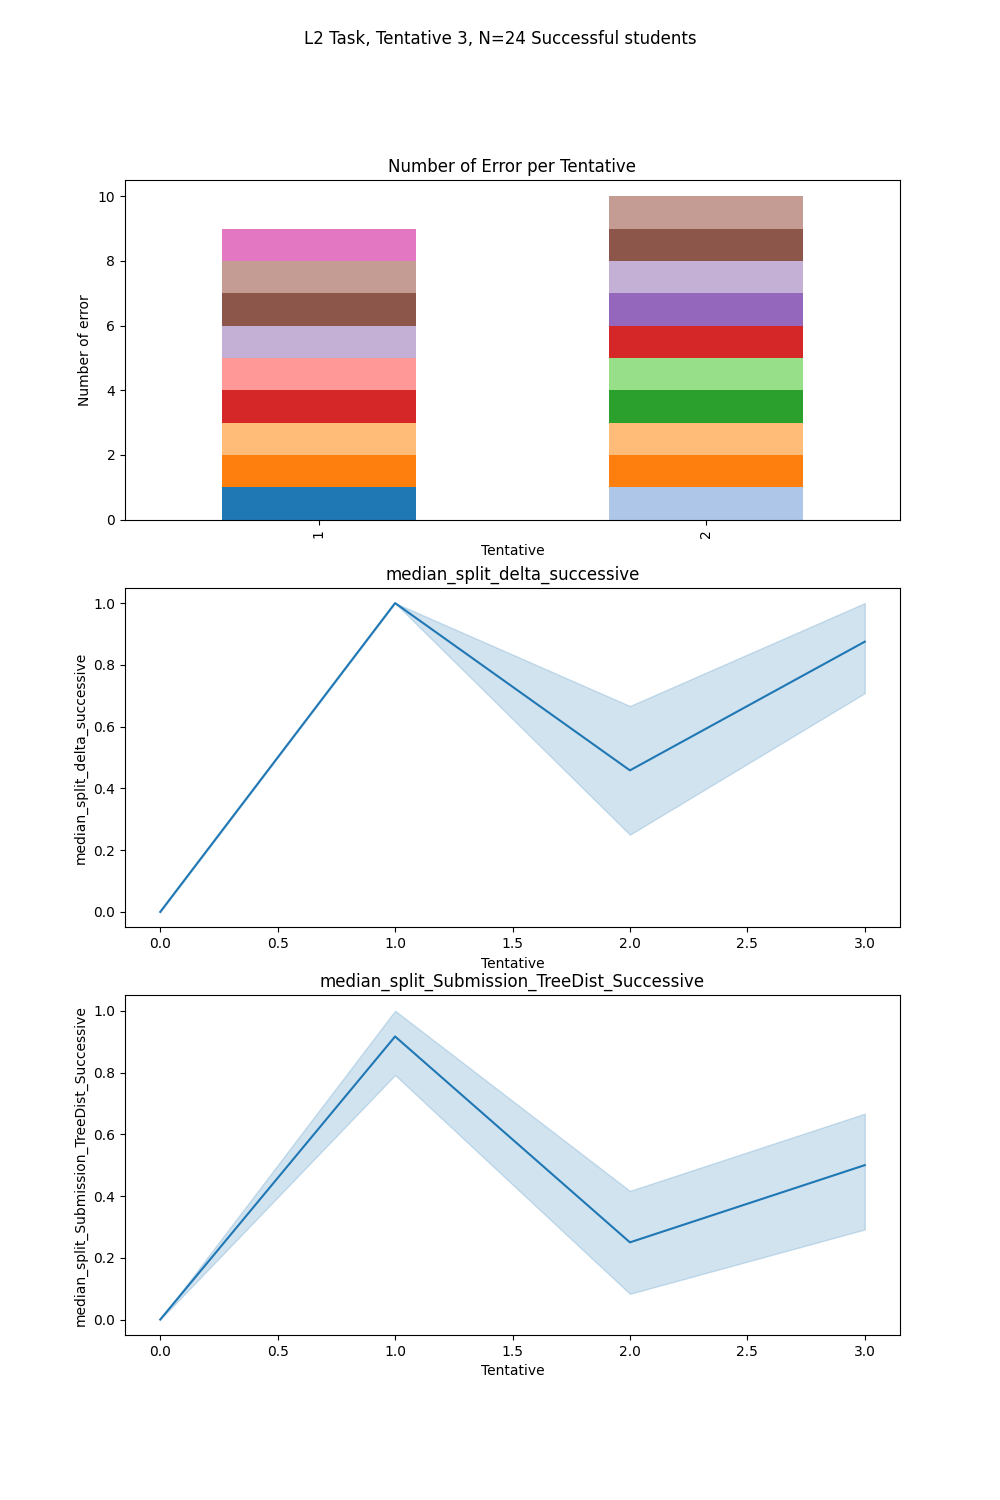 L2 Task, Tentative 3, N=24 Successful students
Number of Error per Tentative
Number of error
10
8
6
4
2
0
1
2
Tentative
median_split_delta_successive
median_split_delta_successive
1.0
0.8
0.6
0.4
0.2
0.0
0.0 0.5 1.0 1.5 2.0 2.5 3.0
Tentative
median_split_Submission_TreeDist_Successive
median_split_Submission_TreeDist_Successive
1.0
0.8
0.6
0.4
0.2
0.0
0.0 0.5 1.0 1.5 2.0 2.5 3.0
Tentative